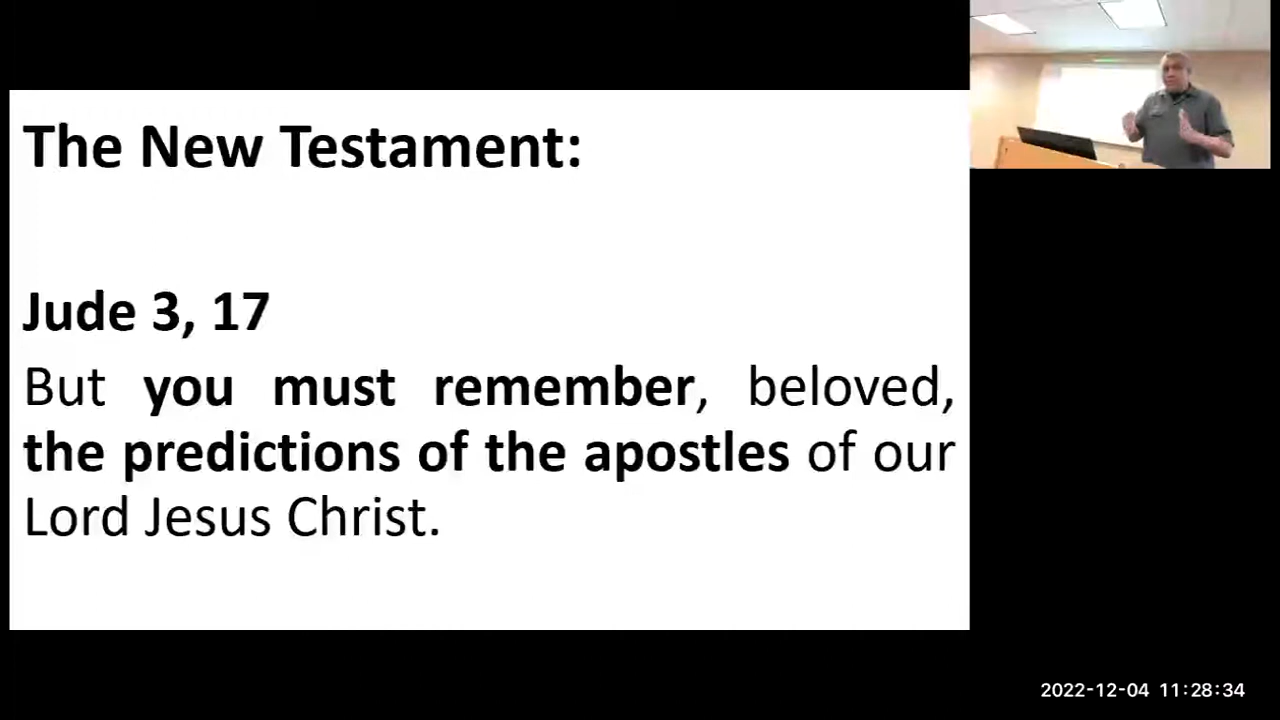 The New Testament:
Jude 3, 17
But you must remember, beloved,
the predictions of the apostles of our
Lord Jesus Christ.
2022-12-04 11:28:34